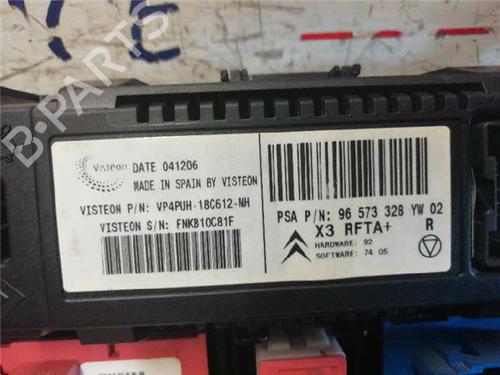 Visteon DATE 041206
MADE IN SPAIN BY VISTEON
VISTEON P/N: VP4PUH-18C612-NH
VISTEON S/N: FNKB10C81F
PSA P/N: 96 573 328 YW 02
X3 RFTA+ R
HARDWARE: 92
SOFTWARE: 74 05
B-PARTS